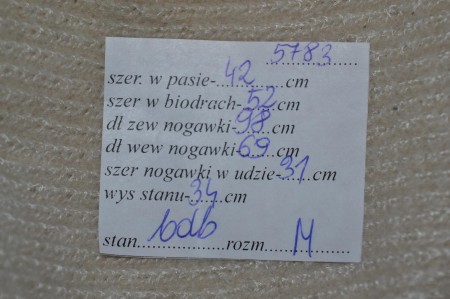 5783
szer. w pasie-42cm
szer w biodrach-52cm
dł zew nogawki-98cm
dł wew nogawki-69cm
szer nogawki w udzie-31cm
wys stanu-34cm
stan bdb rozm M